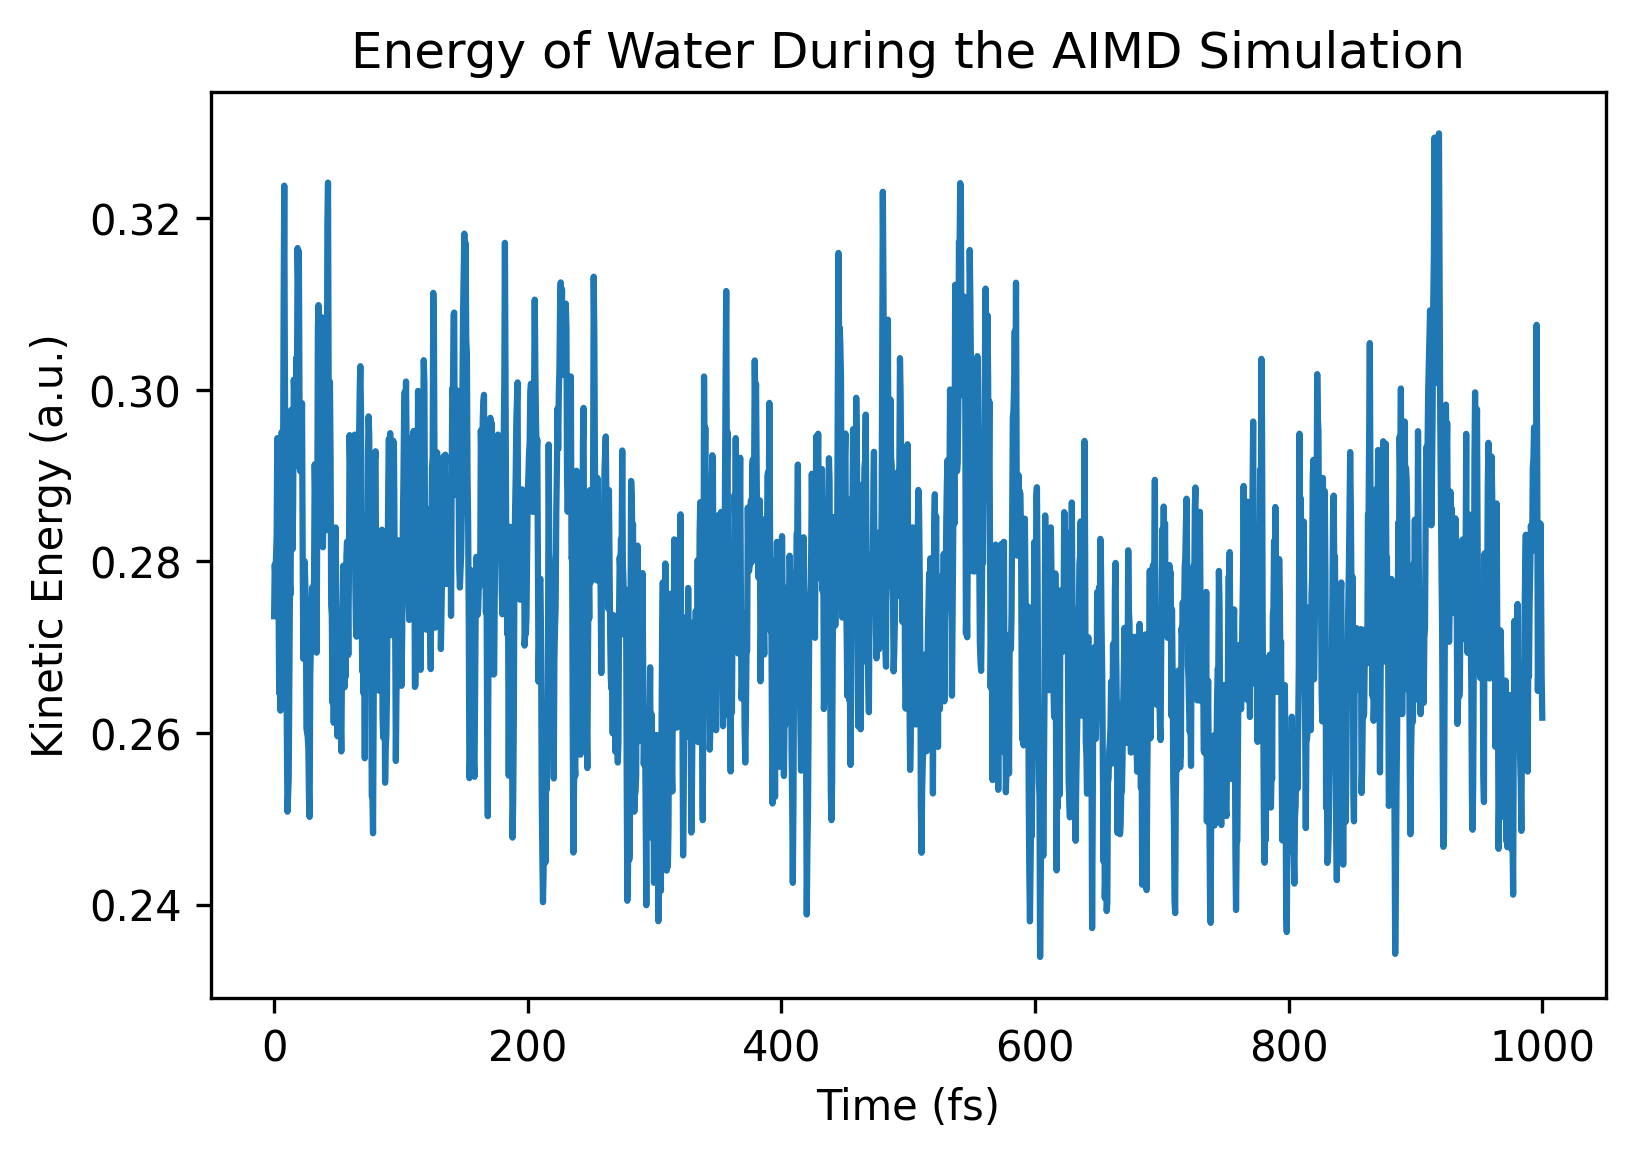 Energy of Water During the AIMD Simulation
Kinetic Energy (a.u.)
0.32
0.30
0.28
0.26
0.24
0 200 400 600 800 1000
Time (fs)